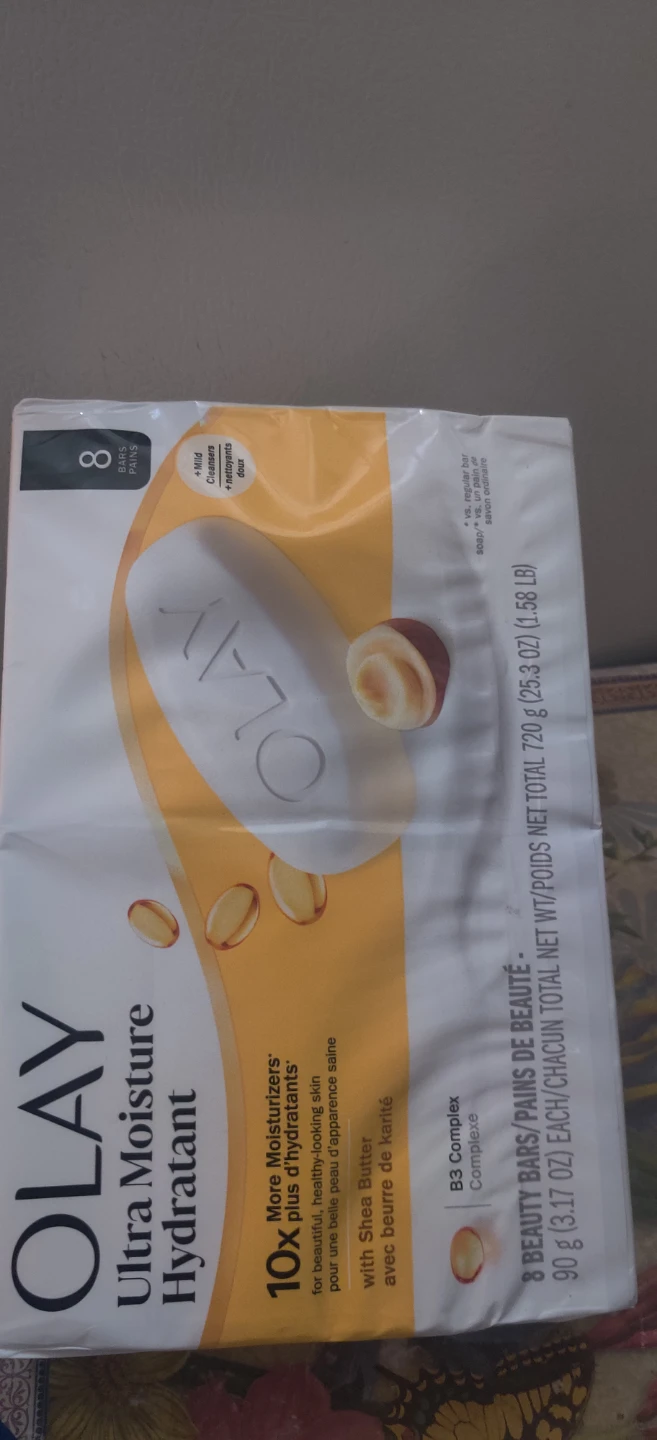 OLAY
Ultra Moisture
Hydratant
8
BARS
PAINS
10x More Moisturizers*
plus d'hydratants*
for beautiful, healthy-looking skin
pour une belle peau d'apparence saine
with Shea Butter
avec beurre de karité
+Mild
Cleansers
+nettoyants
doux
OLAY
B3 Complex
Complexe
* vs. regular bar
soap/* vs. un pain de
savon ordinaire
8 BEAUTY BARS/PAINS DE BEAUTÉ •
90 g (3.17 OZ) EACH/CHACUN TOTAL NET WT/POIDS NET TOTAL 720 g (25.3 OZ) (1.58 LB)